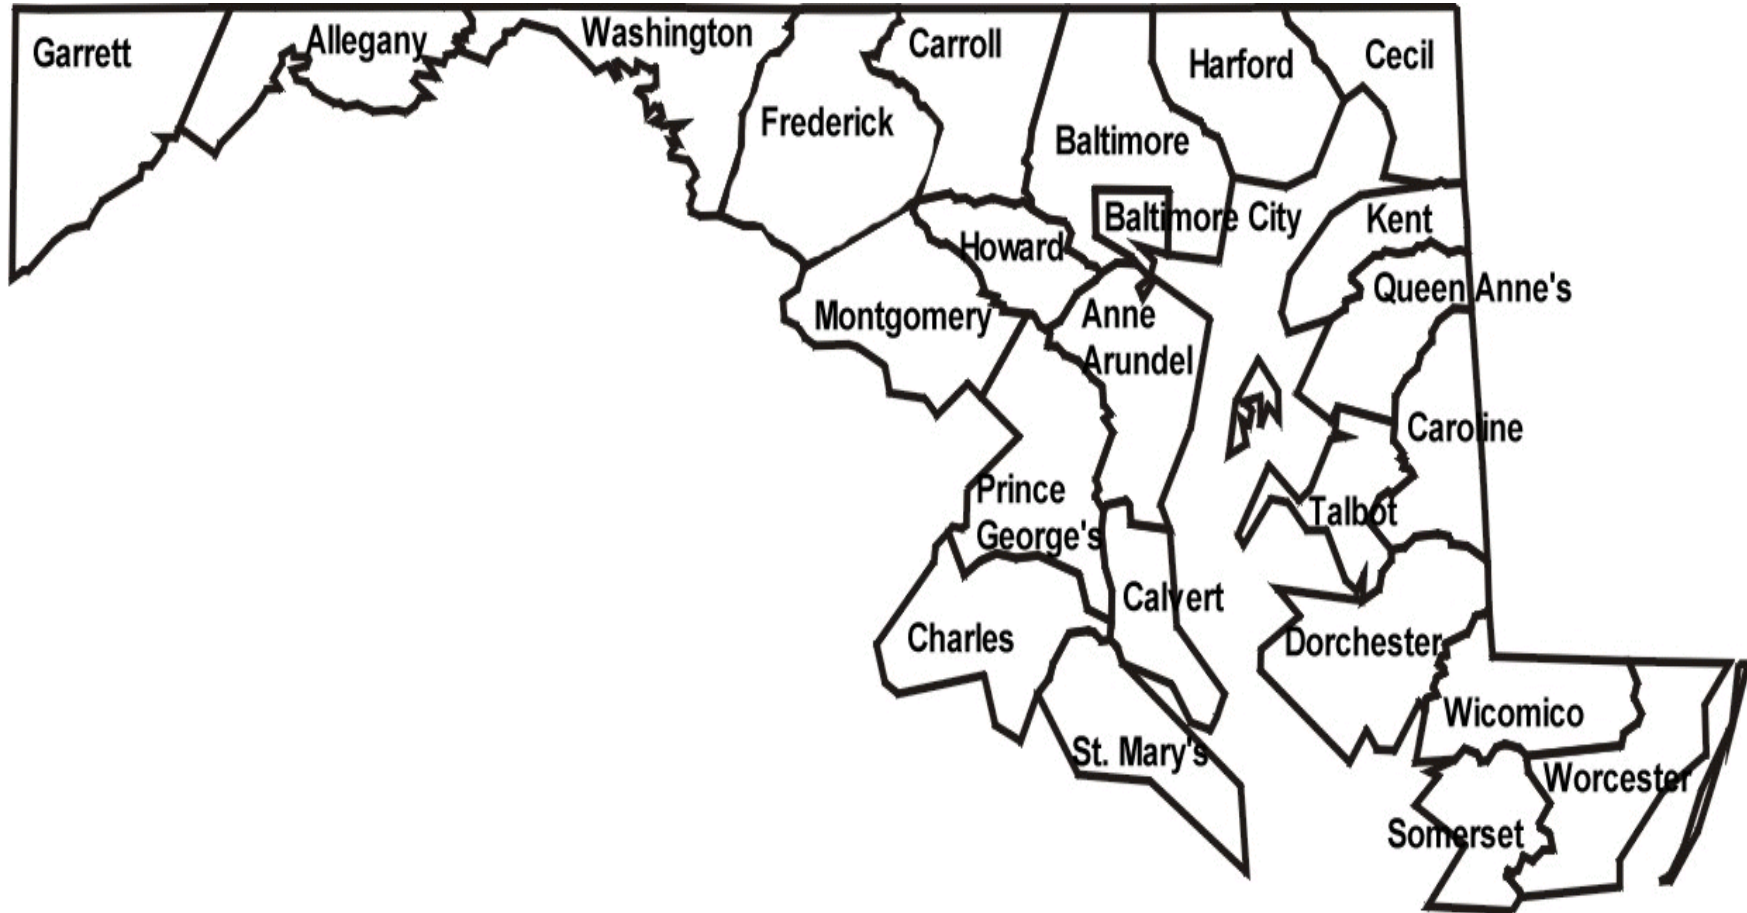 Garrett
Allegany
Washington
Frederick
Carroll
Baltimore
Harford
Cecil
Baltimore City
Kent
Howard
Queen Anne's
Montgomery
Anne
Arundel
Caroline
Prince
George's
Talbot
Calvert
Charles
Dorchester
St. Mary's
Wicomico
Worcester
Somerset